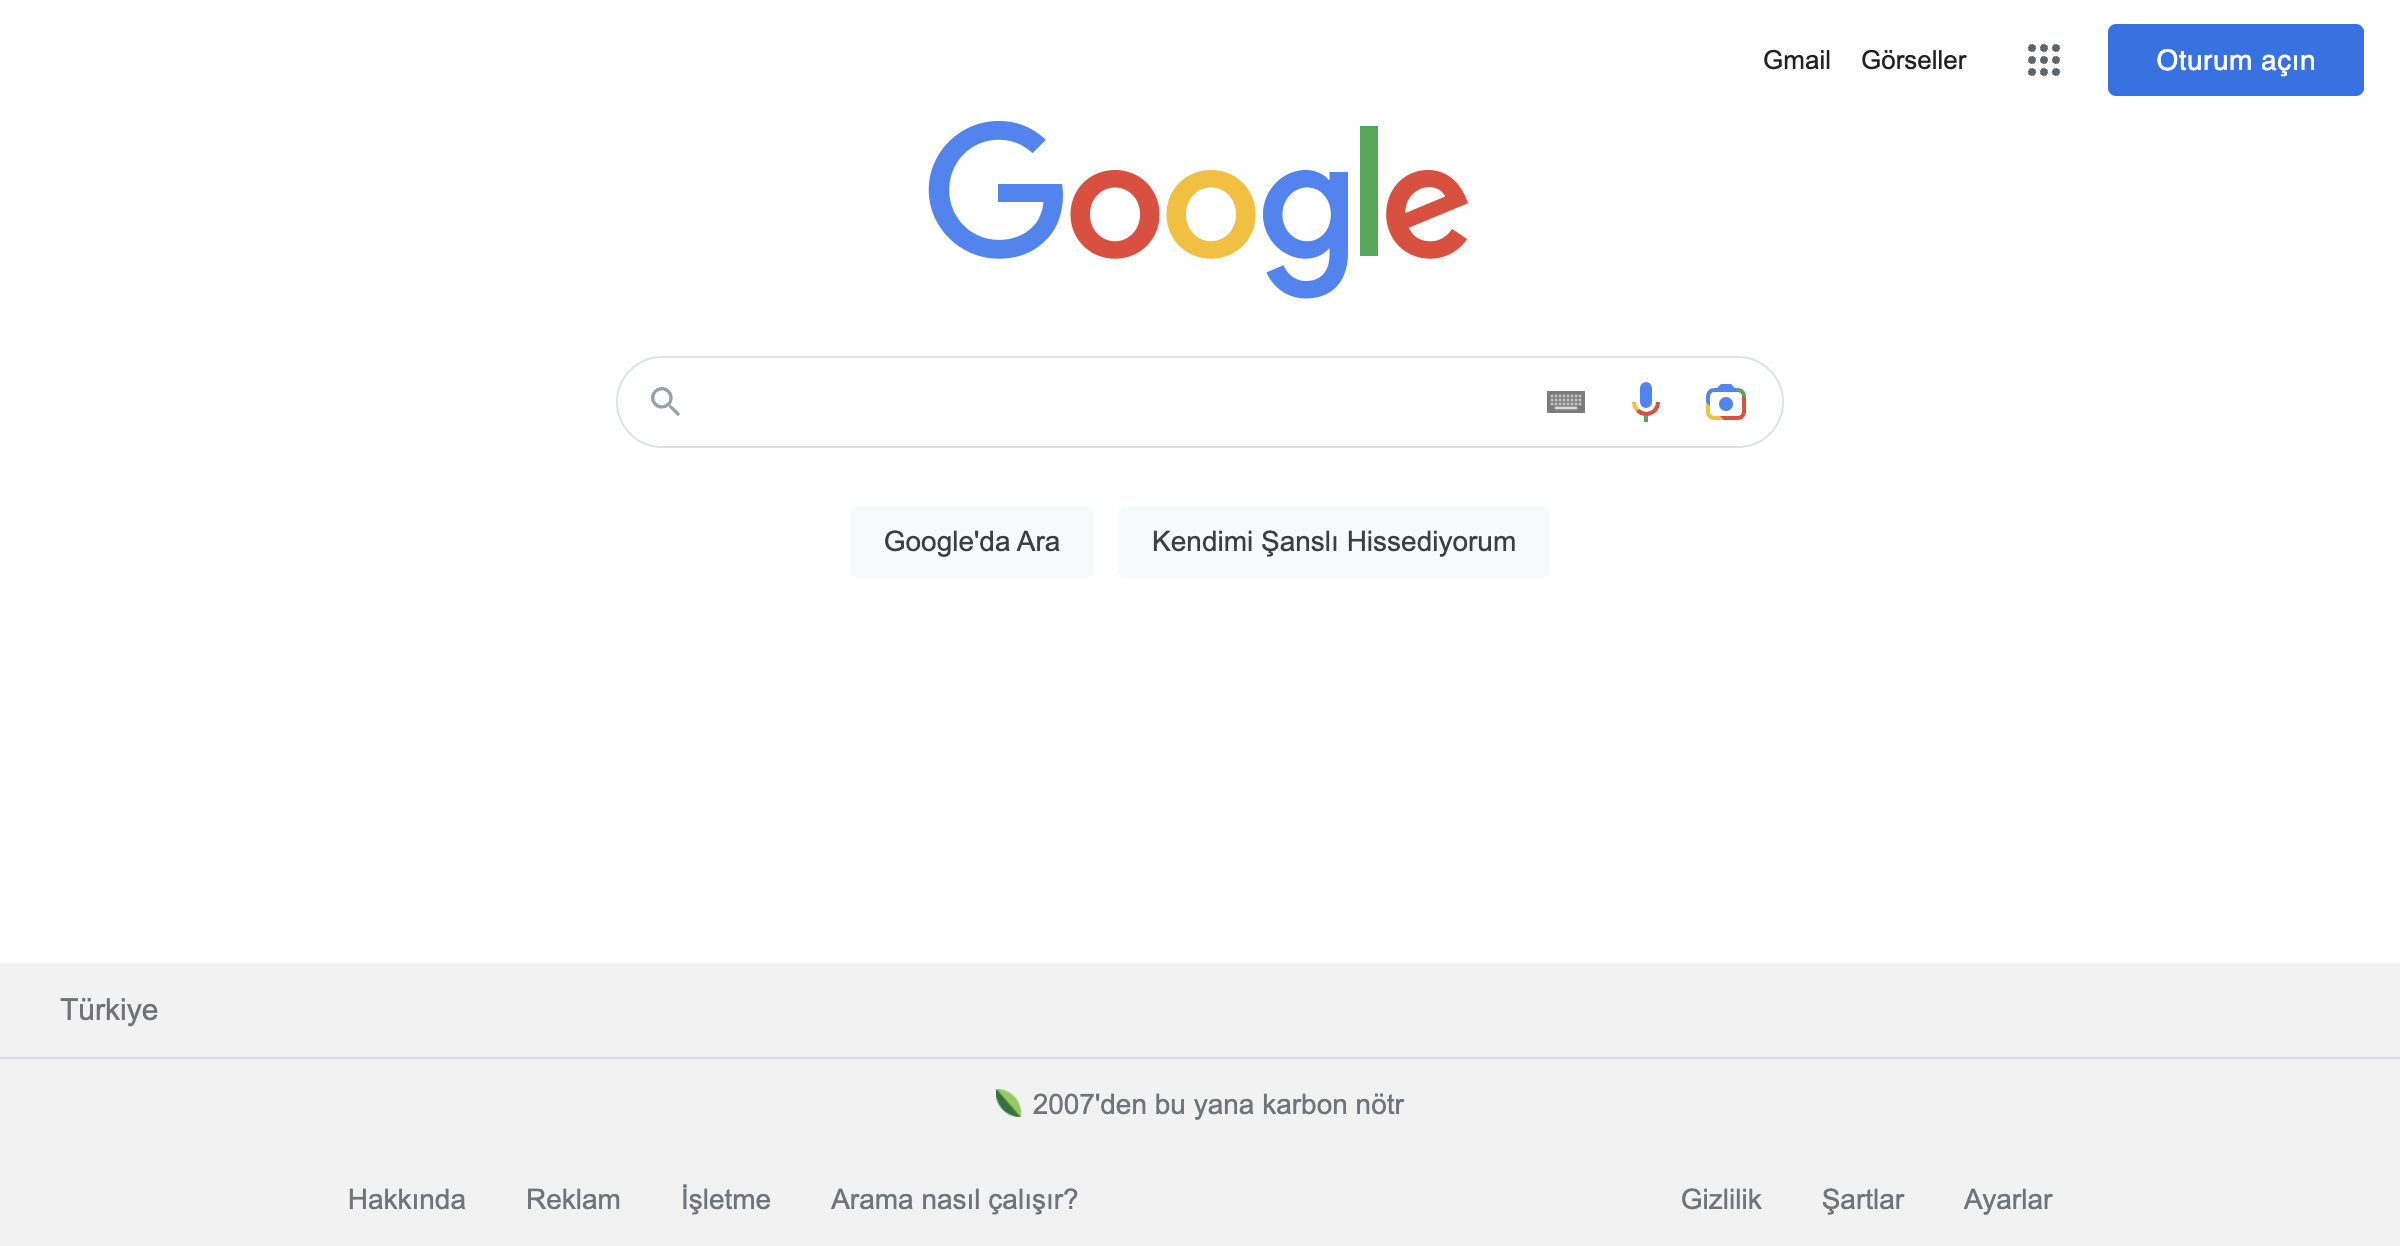 Gmail Görseller Oturum açın
Google
Google'da Ara Kendimi Şanslı Hissediyorum
Türkiye
2007'den bu yana karbon nötr
Hakkında Reklam İşletme Arama nasıl çalışır? Gizlilik Şartlar Ayarlar